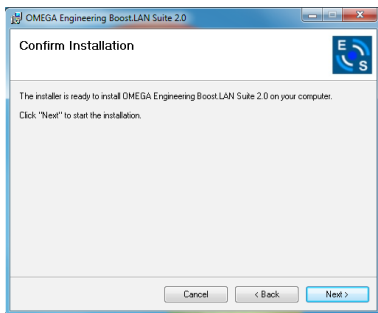 OMEGA Engineering Boost.LAN Suite 2.0
Confirm Installation
E
S
The installer is ready to install OMEGA Engineering Boost.LAN Suite 2.0 on your computer.
Click "Next" to start the installation.
Cancel
< Back
Next >